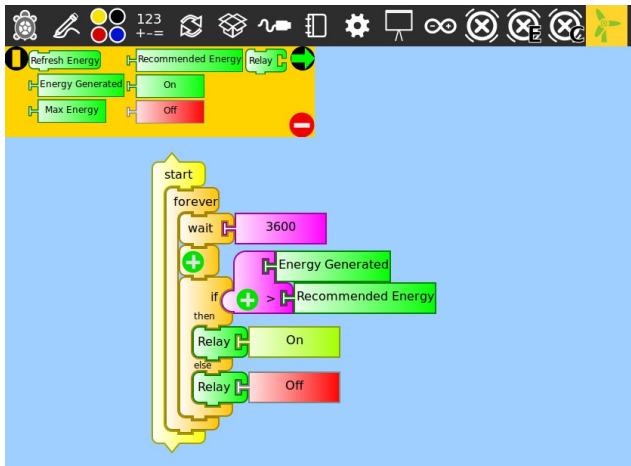 123
+-=
E
C
Refresh Energy
Recommended Energy
Relay
Energy Generated
On
Max Energy
Off
start
forever
wait
3600
Energy Generated
if
>
Recommended Energy
then
Relay
On
else
Relay
Off